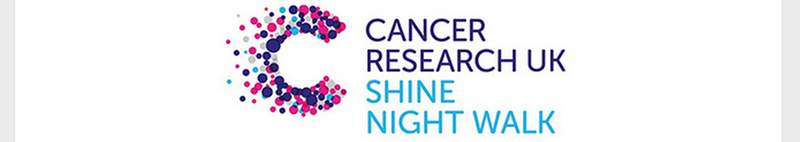 CANCER
RESEARCH UK
SHINE
NIGHT WALK